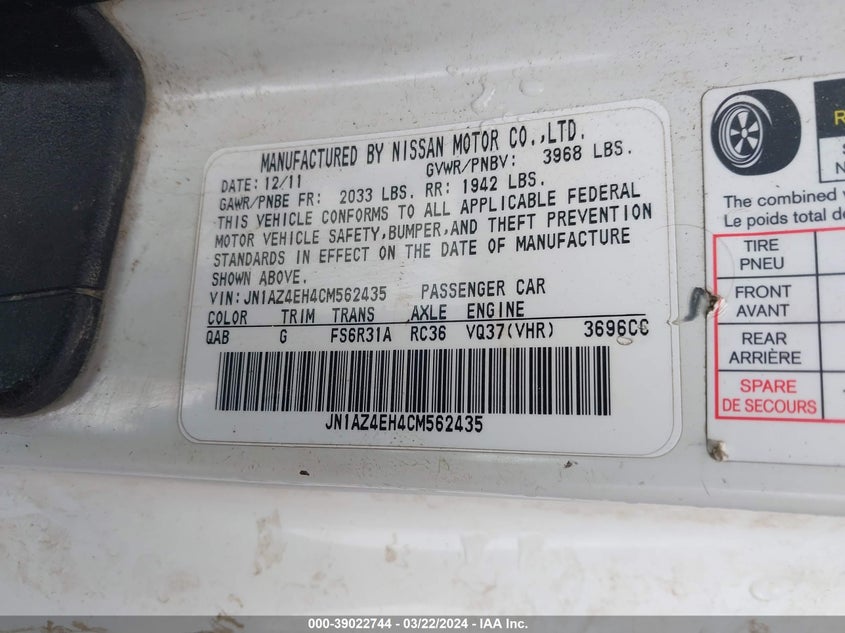 MANUFACTURED BY NISSAN MOTOR CO.,LTD.
DATE: 12/11 GVWR/PNBV: 3968 LBS.
GAWR/PNBE FR: 2033 LBS. RR: 1942 LBS.
THIS VEHICLE CONFORMS TO ALL APPLICABLE FEDERAL
MOTOR VEHICLE SAFETY,BUMPER,AND THEFT PREVENTION
STANDARDS IN EFFECT ON THE DATE OF MANUFACTURE
SHOWN ABOVE.
VIN:JN1AZ4EH4CM562435 PASSENGER CAR
COLOR TRIM TRANS AXLE ENGINE
QAB G FS6R31A RC36 VQ37(VHR) 3696CC
JN1AZ4EH4CM562435
The combined
Le poids total
TIRE
PNEU
FRONT
AVANT
REAR
ARRIÈRE
SPARE
DE SECOURS
000-39022744 - 03/22/2024 - IAA Inc.